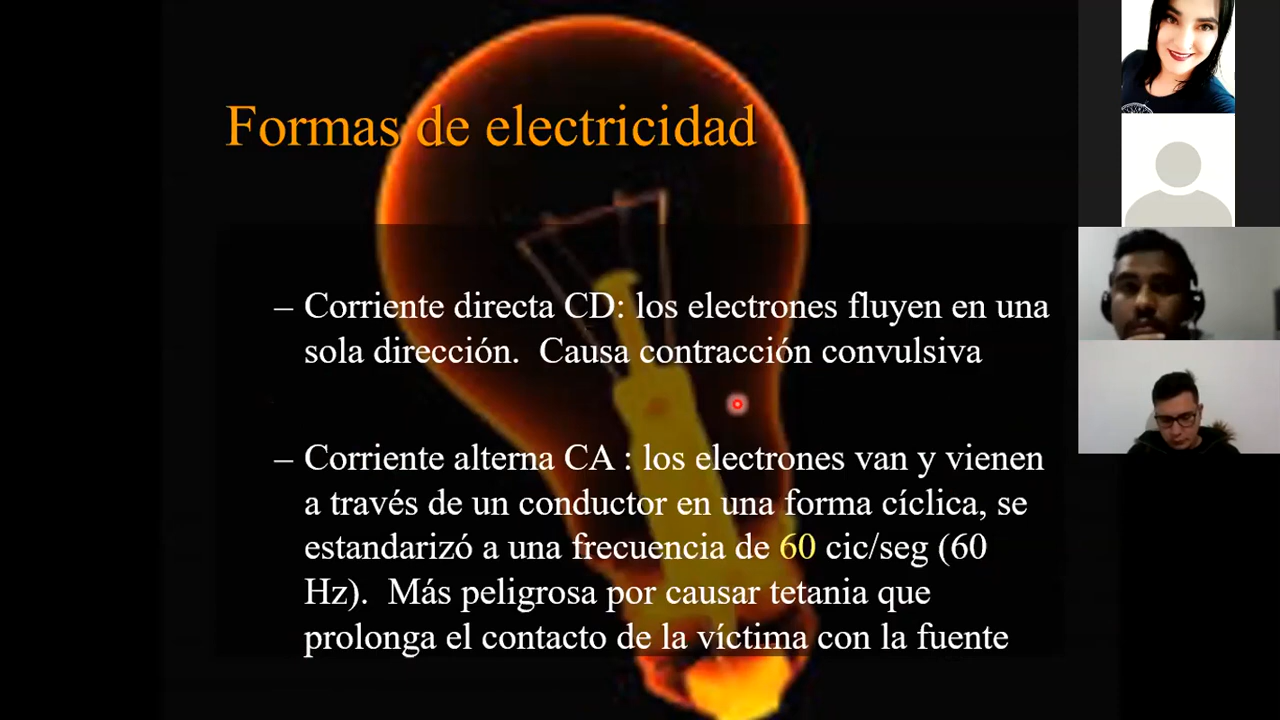 Formas de electricidad
– Corriente directa CD: los electrones fluyen en una
sola dirección.  Causa contracción convulsiva
– Corriente alterna CA : los electrones van y vienen
a través de un conductor en una forma cíclica, se
estandarizó a una frecuencia de 60 cic/seg (60
Hz).  Más peligrosa por causar tetania que
prolonga el contacto de la víctima con la fuente